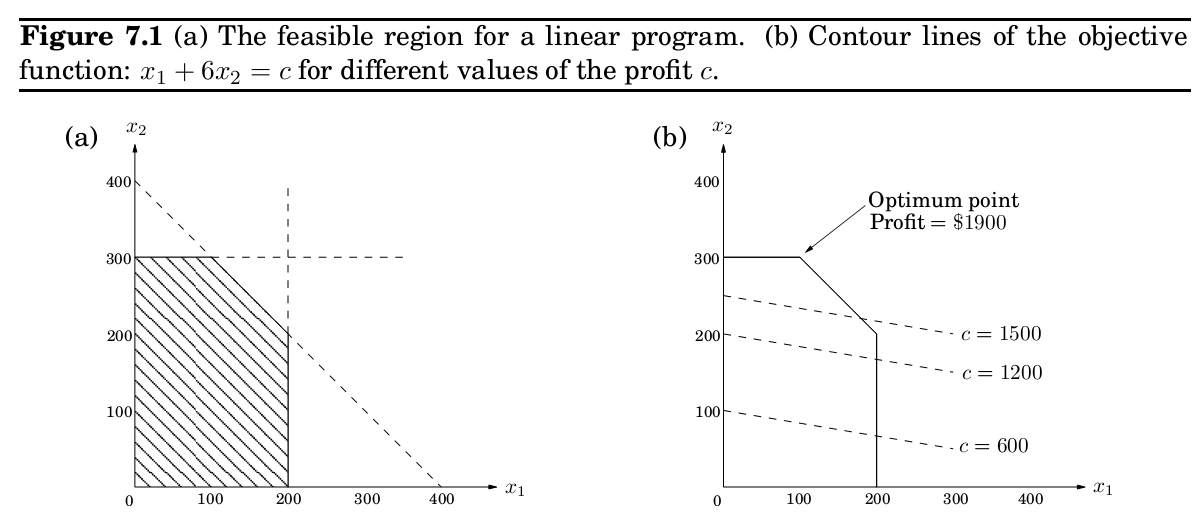 Figure 7.1 (a) The feasible region for a linear program. (b) Contour lines of the objective
function: x₁ + 6x₂ = c for different values of the profit c.
(a)
x₂
400
300
200
100
0
100
200
300
400
x₁
(b)
x₂
400
300
200
100
0
100
200
300
400
x₁
Optimum point
Profit = $1900
c = 1500
c = 1200
c = 600